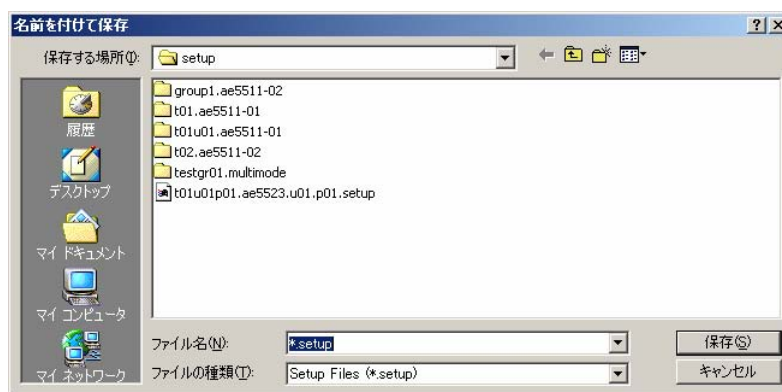 名前を付けて保存
保存する場所(I): setup
group1.ae5511-02
t01.ae5511-01
t01u01.ae5511-01
t02.ae5511-02
testgr01.multimode
t01u01p01.ae5523.u01.p01.setup
履歴
デスクトップ
マイ ドキュメント
マイ コンピュータ
マイ ネットワーク
ファイル名(N): *.setup 保存(S)
ファイルの種類(T): Setup Files (*.setup) キャンセル